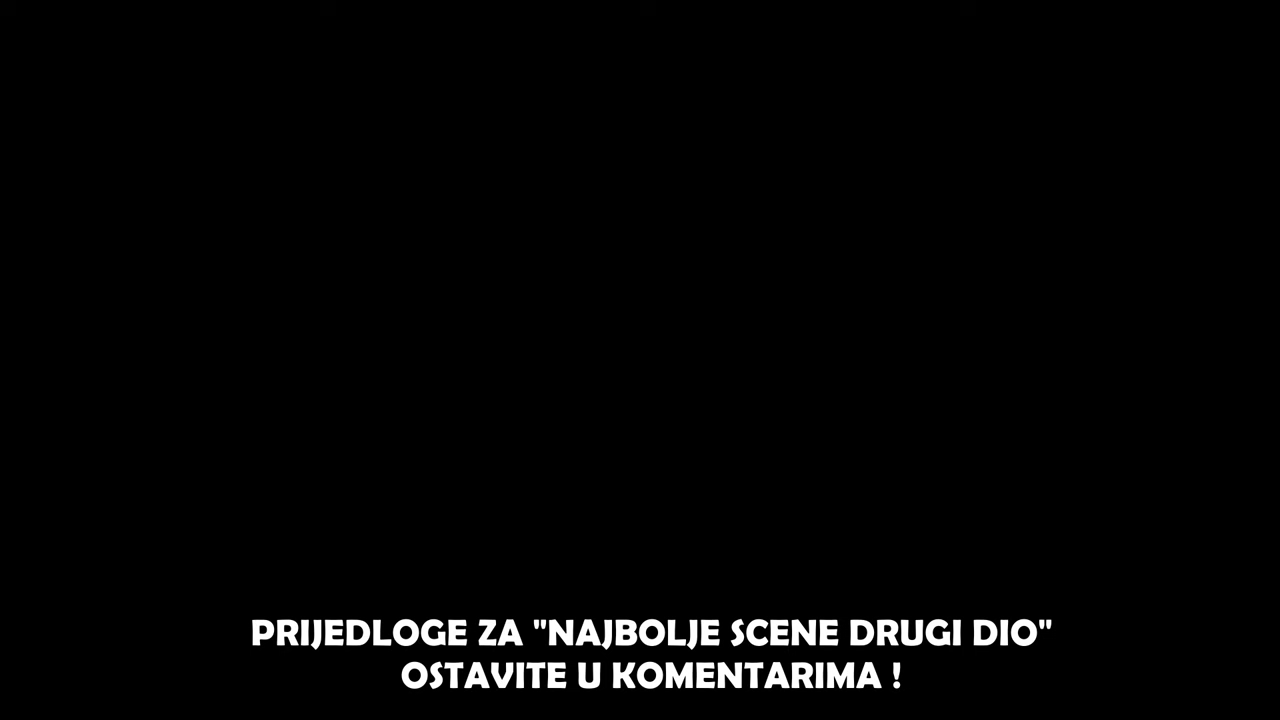 PRIJEDLOGE ZA "NAJBOLJE SCENE DRUGI DIO"
OSTAVITE U KOMENTARIMA !